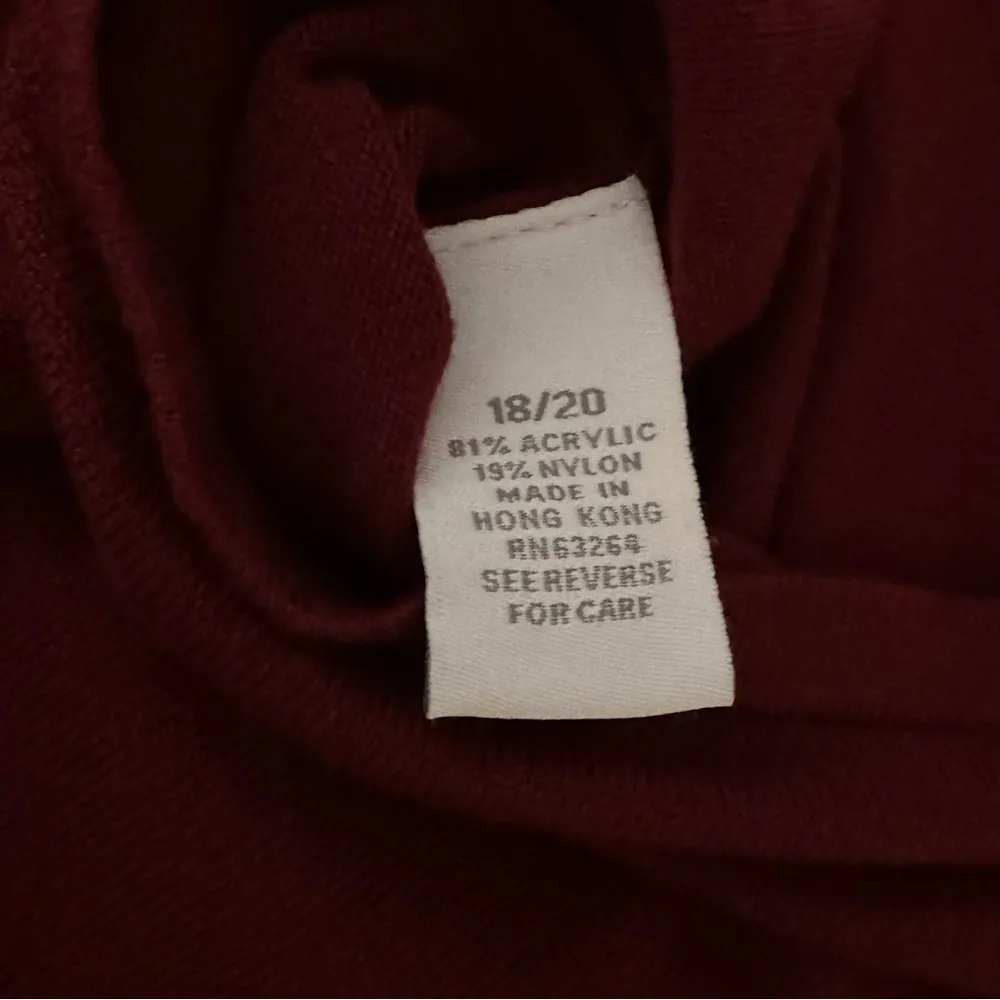 18/20
81% ACRYLIC
19% NYLON
MADE IN
HONG KONG
RN63264
SEE REVERSE
FOR CARE